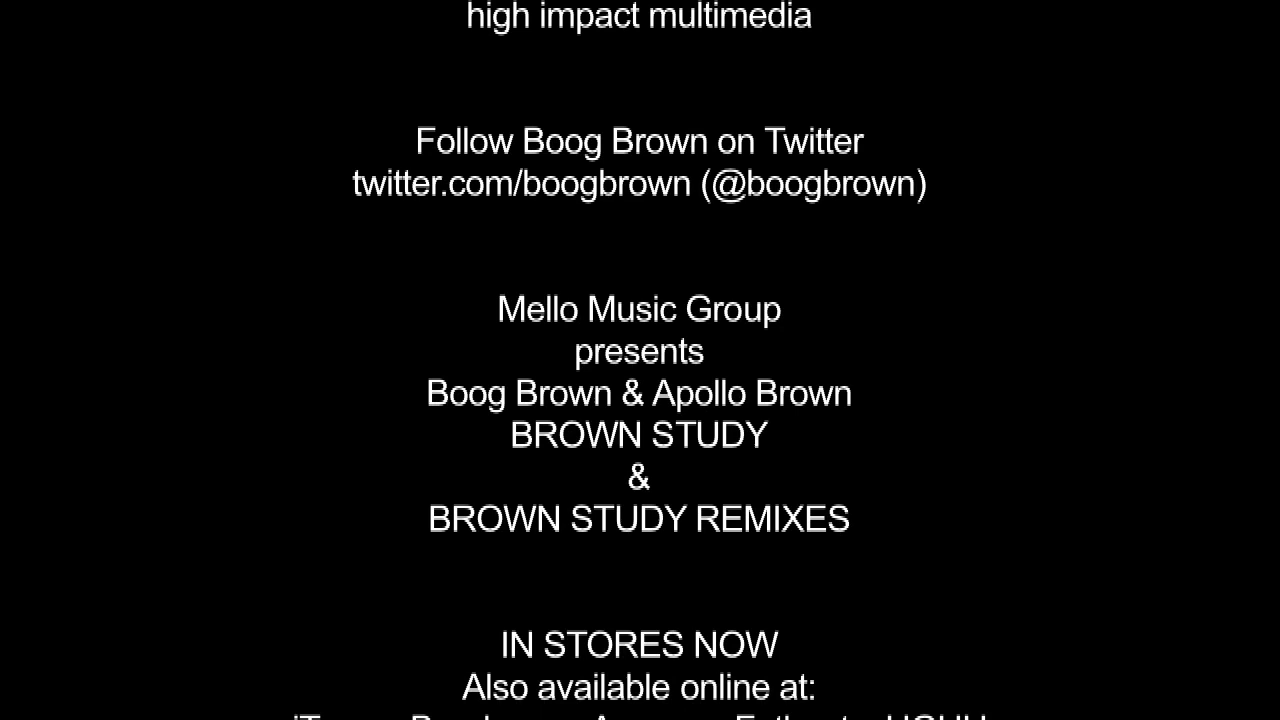 high impact multimedia
Follow Boog Brown on Twitter
twitter.com/boogbrown (@boogbrown)
Mello Music Group
presents
Boog Brown & Apollo Brown
BROWN STUDY
&
BROWN STUDY REMIXES
IN STORES NOW
Also available online at: